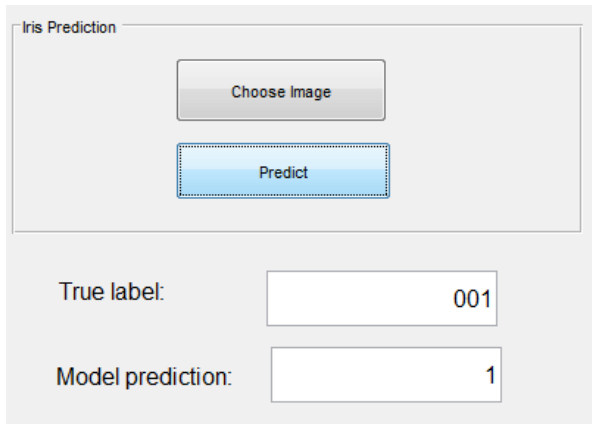 Iris Prediction
Choose Image
Predict
True label:
001
Model prediction:
1